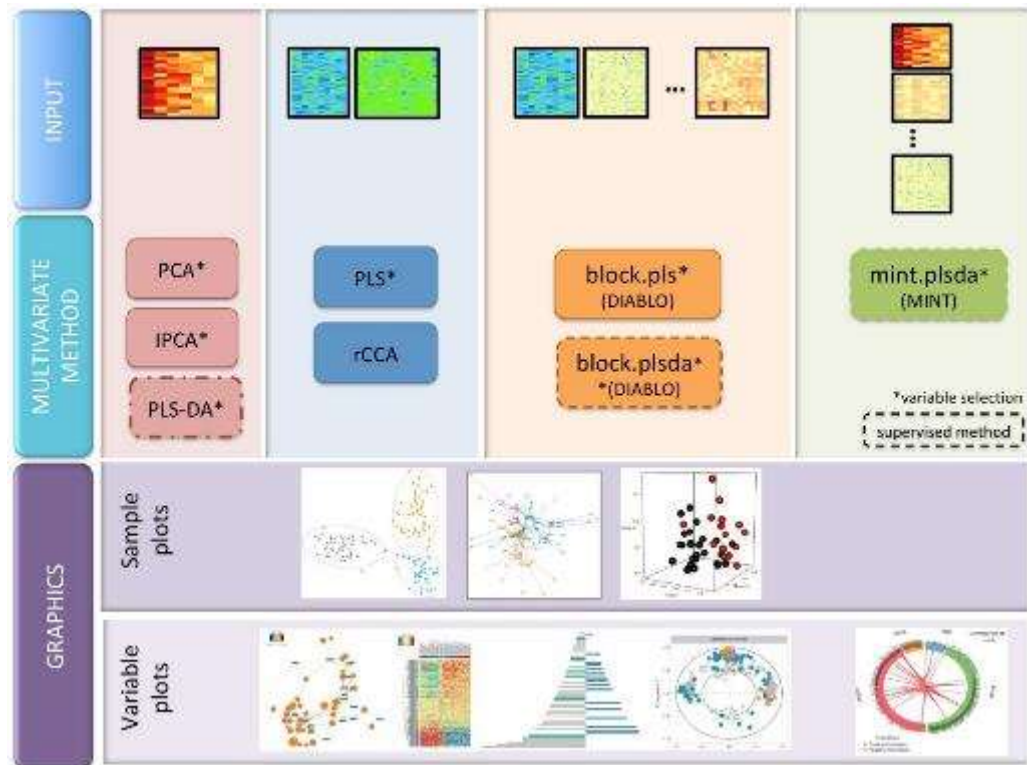 INPUT
MULTIVARIATE
METHOD
PCA*
IPCA*
PLS-DA*
PLS*
rCCA
block.pls*
(DIABLO)
block.plsda*
*(DIABLO)
mint.plsda*
(MINT)
*variable selection
supervised method
GRAPHICS
Sample
plots
Variable
plots